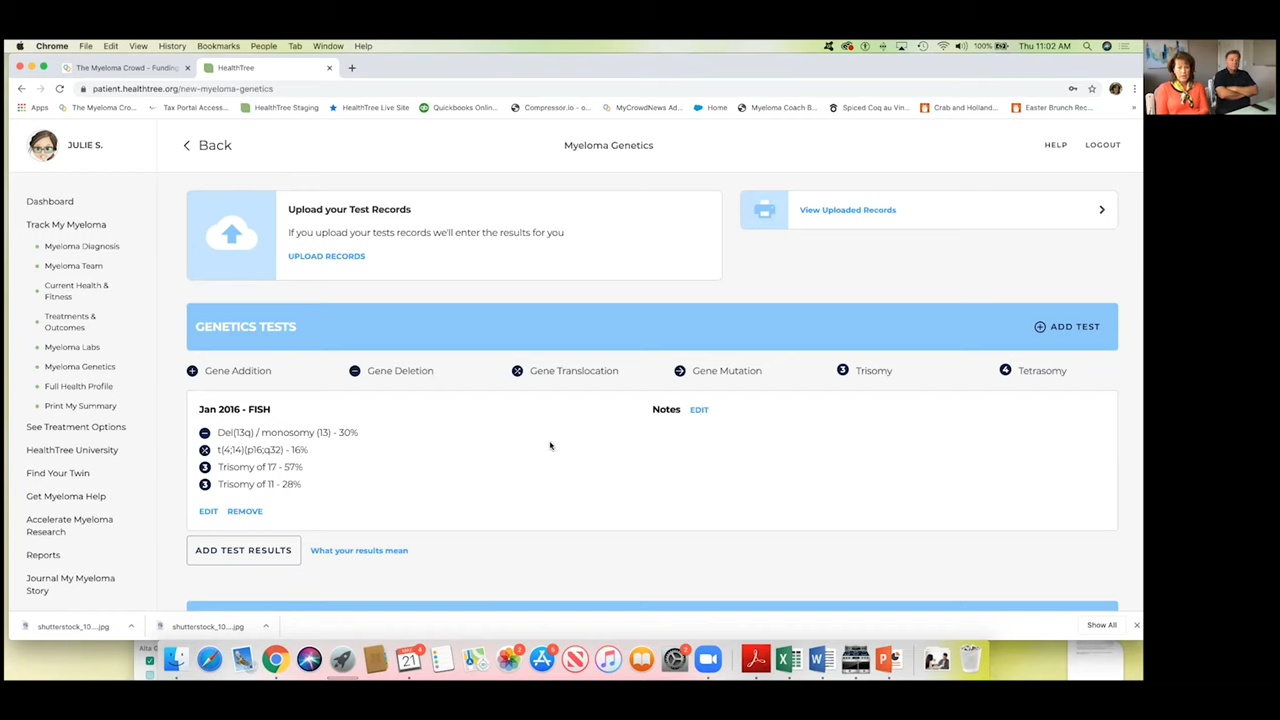 Chrome File Edit View History Bookmarks People Tab Window Help 100% Thu 11:02 AM
The Myeloma Crowd - Funding HealthTree
patient.healthtree.org/new-myeloma-genetics
Apps The Myeloma Cro... Tax Portal Access... HealthTree Staging HealthTree Live Site Quickbooks Onlin... Compressor.io - o... MyCrowdNews Ad... Home Myeloma Coach B... Spiced Coq au Vin... Crab and Holland... Easter Brunch Rec...
JULIE S.
Back
Myeloma Genetics
HELP
LOGOUT
Dashboard
Track My Myeloma
Myeloma Diagnosis
Myeloma Team
Current Health &
Fitness
Treatments &
Outcomes
Myeloma Labs
Myeloma Genetics
Full Health Profile
Print My Summary
See Treatment Options
HealthTree University
Find Your Twin
Get Myeloma Help
Accelerate Myeloma
Research
Reports
Journal My Myeloma
Story
Upload your Test Records
If you upload your tests records we'll enter the results for you
UPLOAD RECORDS
View Uploaded Records
GENETICS TESTS
ADD TEST
Gene Addition Gene Deletion Gene Translocation Gene Mutation 3 Trisomy 4 Tetrasomy
Jan 2016 - FISH
Del(13q) / monosomy (13) - 30%
t(4;14)(p16;q32) - 16%
3 Trisomy of 17 - 57%
3 Trisomy of 11 - 28%
EDIT REMOVE
Notes EDIT
ADD TEST RESULTS
What your results mean
shutterstock_10....jpg
shutterstock_10....jpg
Show All
21